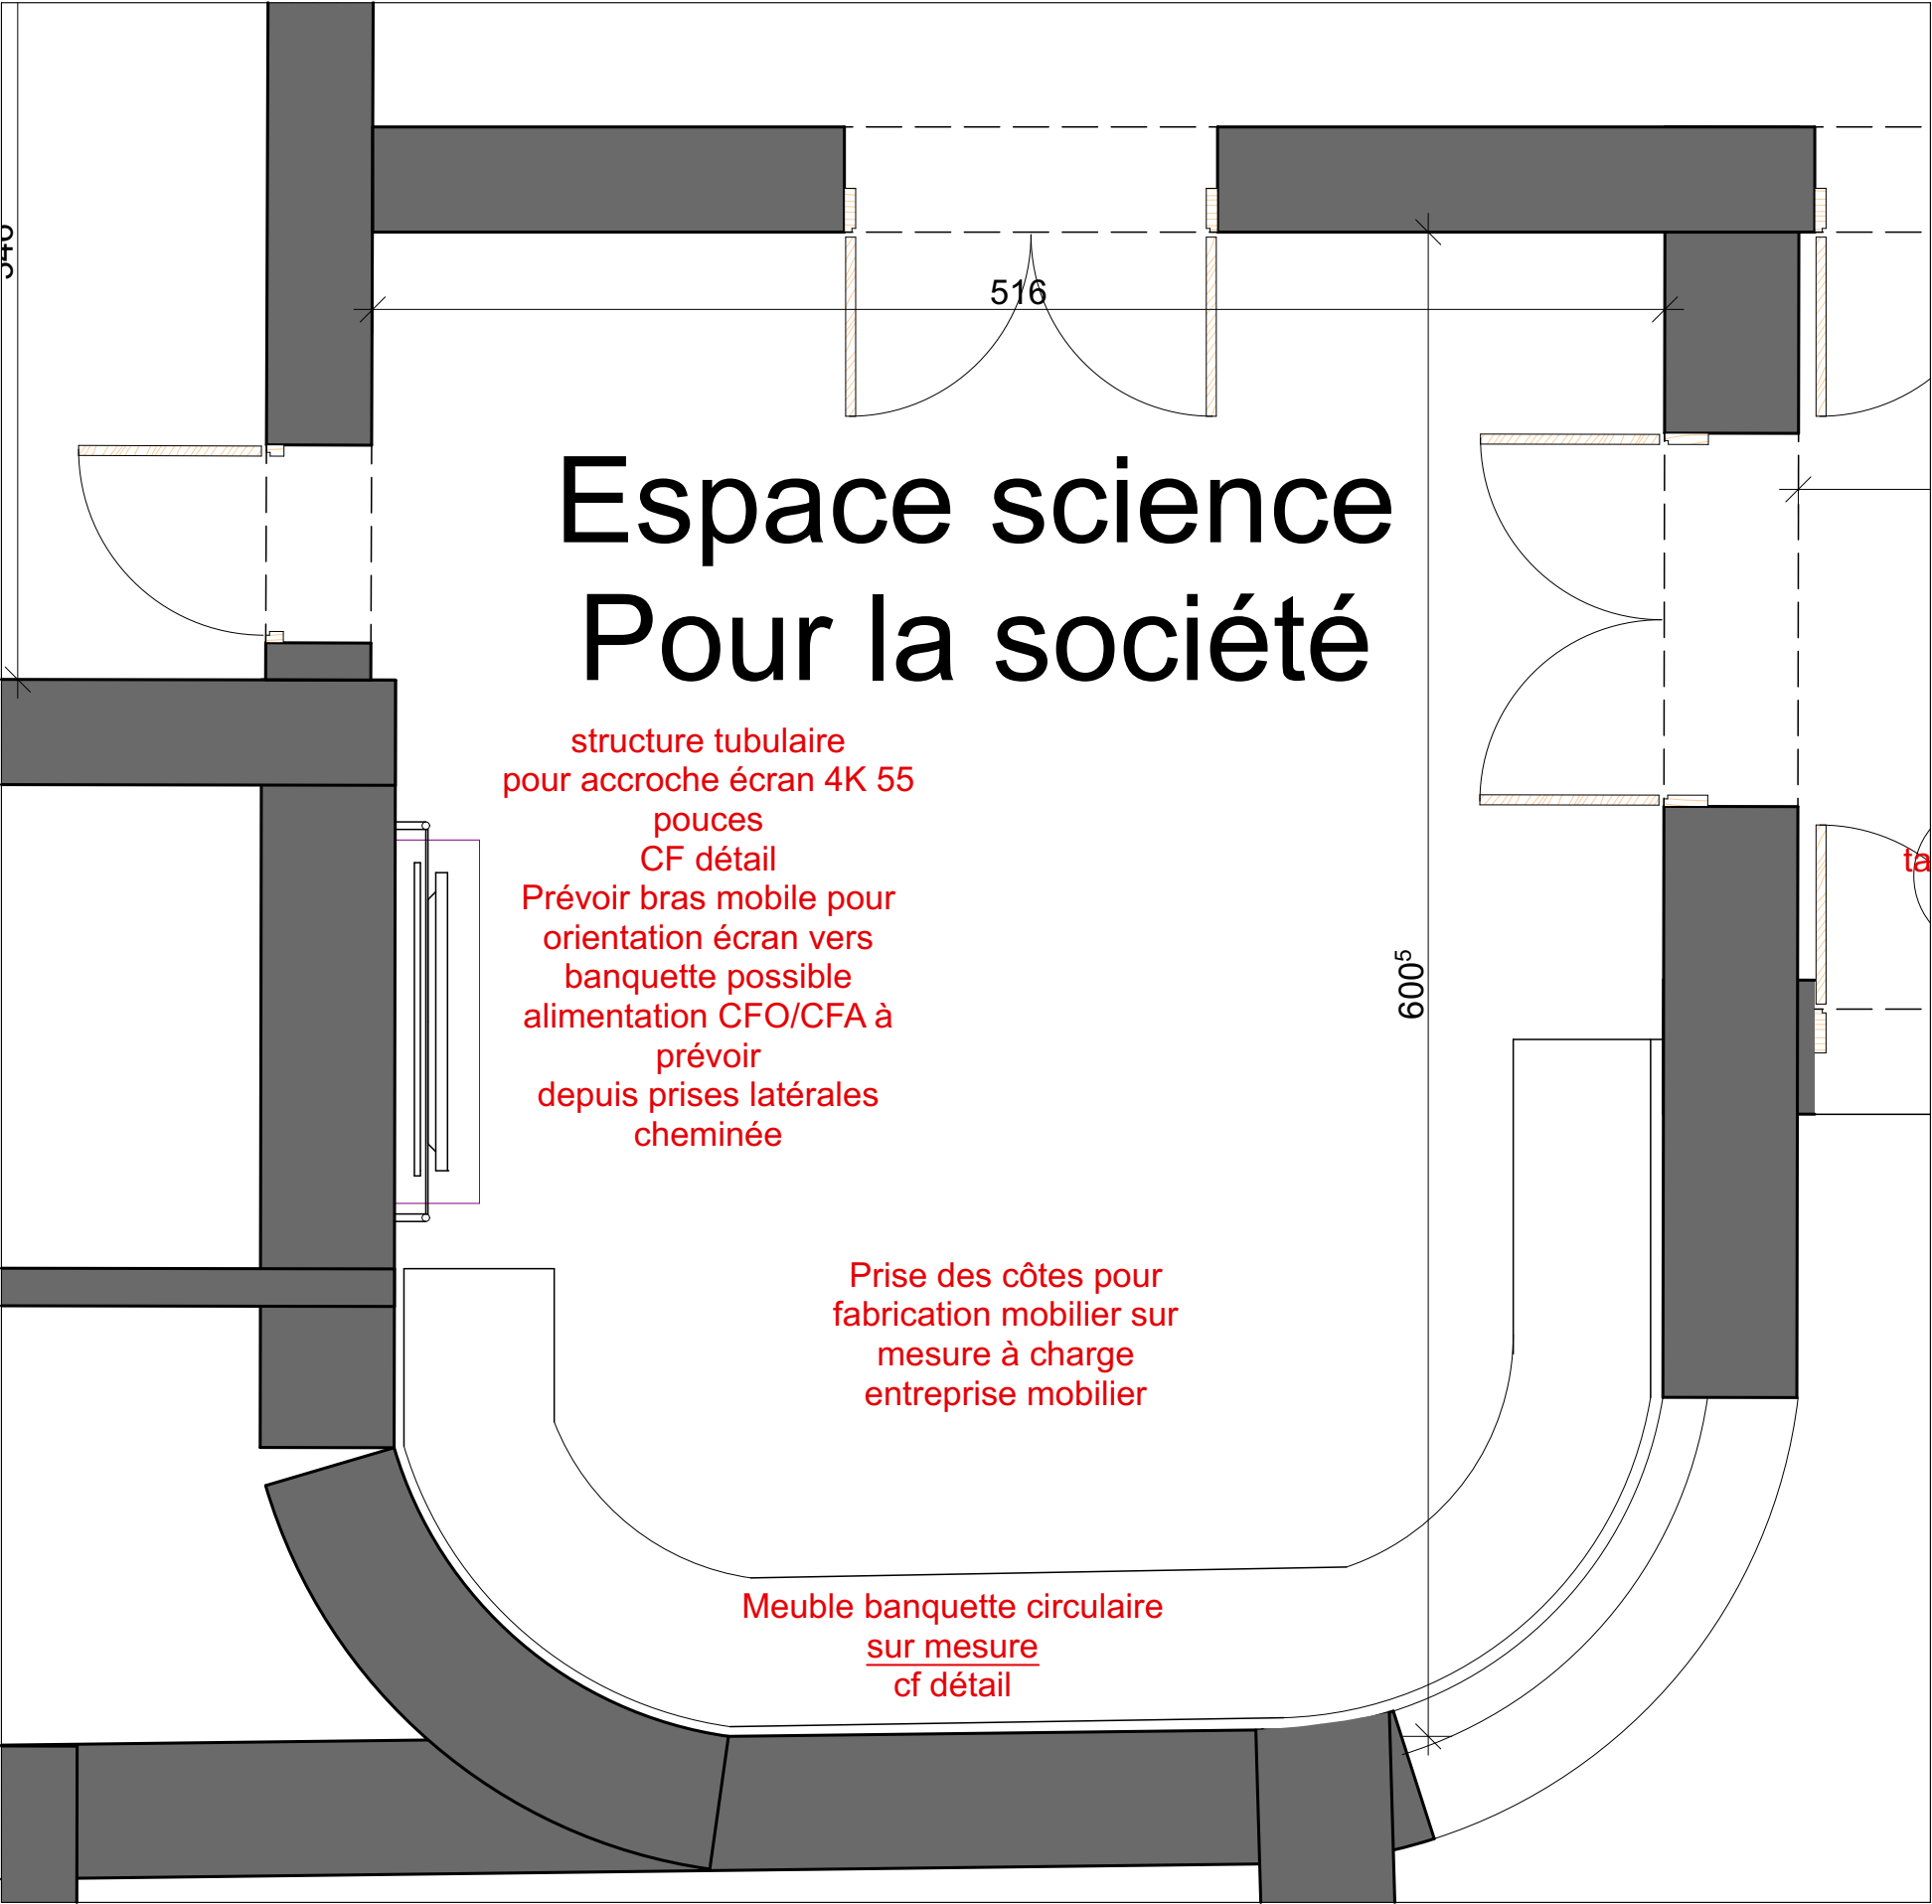 516
Espace science
Pour la société
structure tubulaire
pour accroche écran 4K 55
pouces
CF détail
Prévoir bras mobile pour
orientation écran vers
banquette possible
alimentation CFO/CFA à
prévoir
depuis prises latérales
cheminée
ta
600⁵
Prise des côtes pour
fabrication mobilier sur
mesure à charge
entreprise mobilier
Meuble banquette circulaire
sur mesure
cf détail